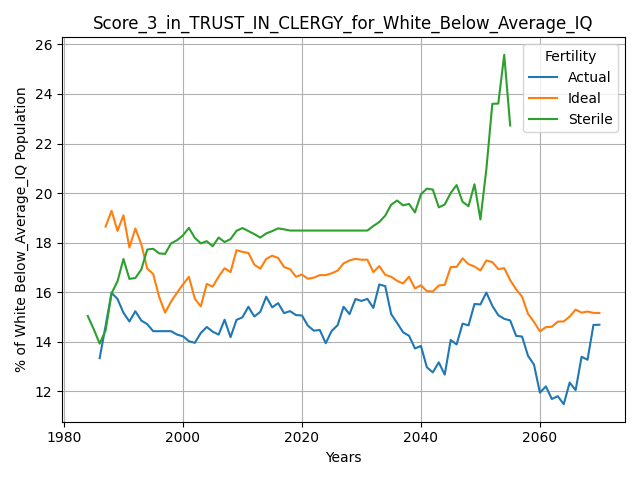 Score_3_in_TRUST_IN_CLERGY_for_White_Below_Average_IQ
% of White Below_Average_IQ Population
26
24
22
20
18
16
14
12
Fertility
Actual
Ideal
Sterile
1980
2000
2020
2040
2060
Years